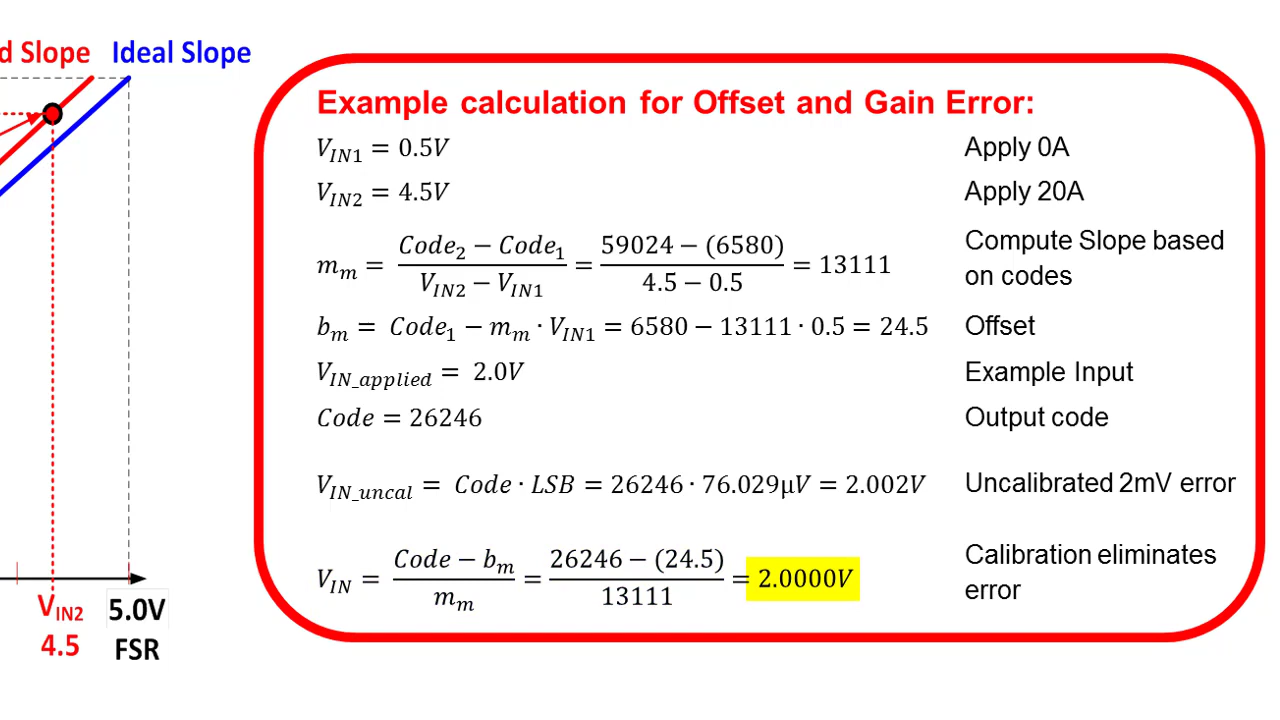 d Slope Ideal Slope
Example calculation for Offset and Gain Error:
V_IN1 = 0.5V Apply 0A
V_IN2 = 4.5V Apply 20A
m_m = (Code_2 − Code_1)/(V_IN2 − V_IN1) = (59024 − (6580))/(4.5 − 0.5) = 13111 Compute Slope based
on codes
b_m = Code_1 − m_m · V_IN1 = 6580 − 13111 · 0.5 = 24.5 Offset
V_IN_applied = 2.0V Example Input
Code = 26246 Output code
V_IN_uncal = Code · LSB = 26246 · 76.029μV = 2.002V Uncalibrated 2mV error
V_IN = (Code − b_m)/m_m = (26246 − (24.5))/13111 = 2.0000V Calibration eliminates
error
V_IN2 5.0V
4.5 FSR